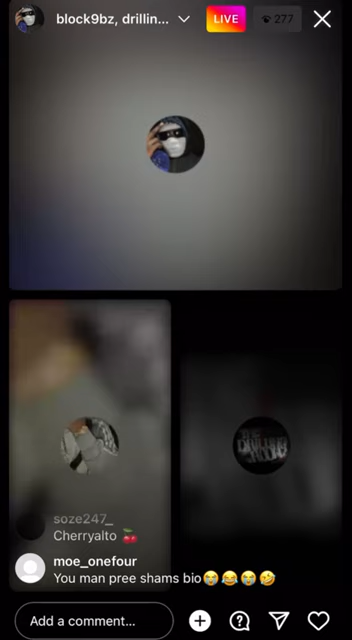 block9bz, drillin...
LIVE
277
soze247_
Cherryalto 🍒
moe_onefour
You man pree shams bio😭😂😭🤣
Add a comment...